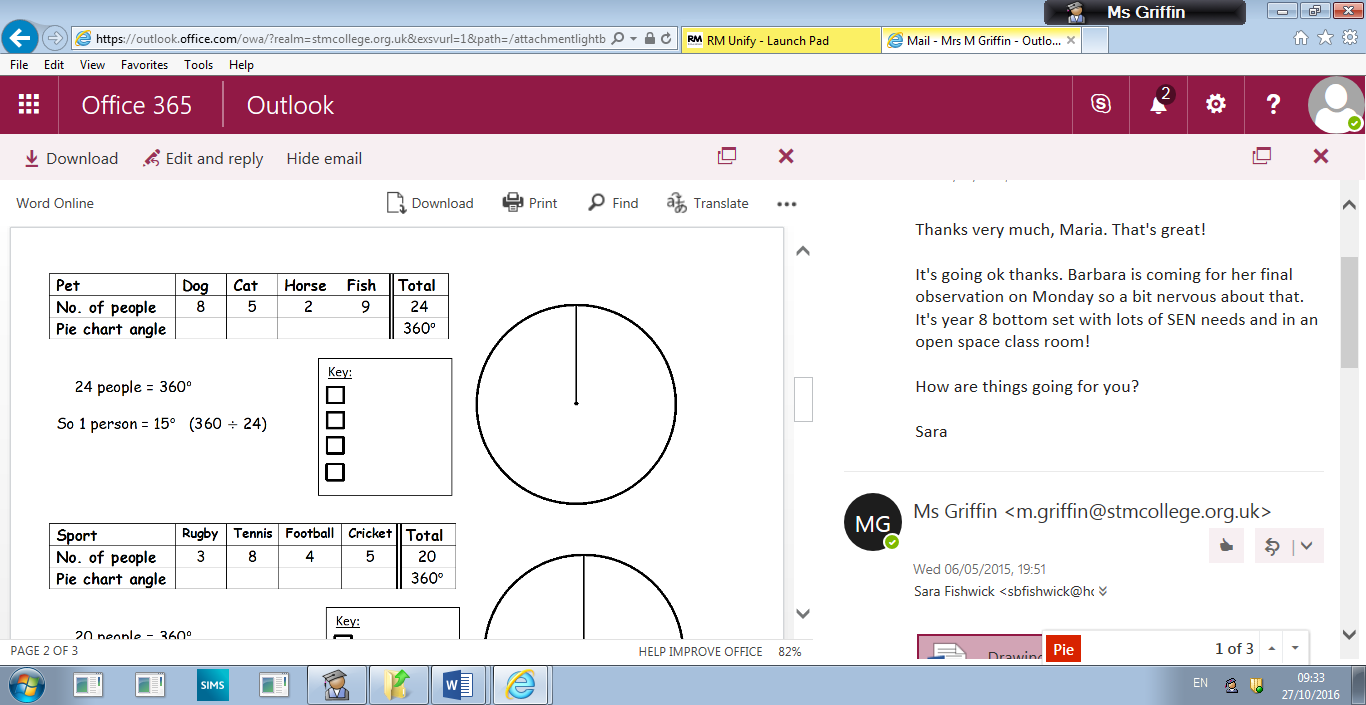 Ms Griffin
https://outlook.office.com/owa/?realm=stmcollege.org.uk&exsvurl=1&path=/attachmentlightb
RM RM Unify - Launch Pad
Mail - Mrs M Griffin - Outlo...
File Edit View Favorites Tools Help
Office 365 Outlook
2
?
Download Edit and reply Hide email
Word Online
Download Print Find Translate
Pet Dog Cat Horse Fish Total
No. of people 8 5 2 9 24
Pie chart angle 360°
24 people = 360°
So 1 person = 15° (360 ÷ 24)
Key:
Sport Rugby Tennis Football Cricket Total
No. of people 3 8 4 5 20
Pie chart angle 360°
20 people = 360°
Key:
PAGE 2 OF 3 HELP IMPROVE OFFICE 82%
Thanks very much, Maria. That's great!
It's going ok thanks. Barbara is coming for her final
observation on Monday so a bit nervous about that.
It's year 8 bottom set with lots of SEN needs and in an
open space class room!
How are things going for you?
Sara
MG
Ms Griffin <m.griffin@stmcollege.org.uk>
Wed 06/05/2015, 19:51
Sara Fishwick <sbfishwick@hc
Drawing
Pie 1 of 3
SIMS
W
EN
09:33
27/10/2016